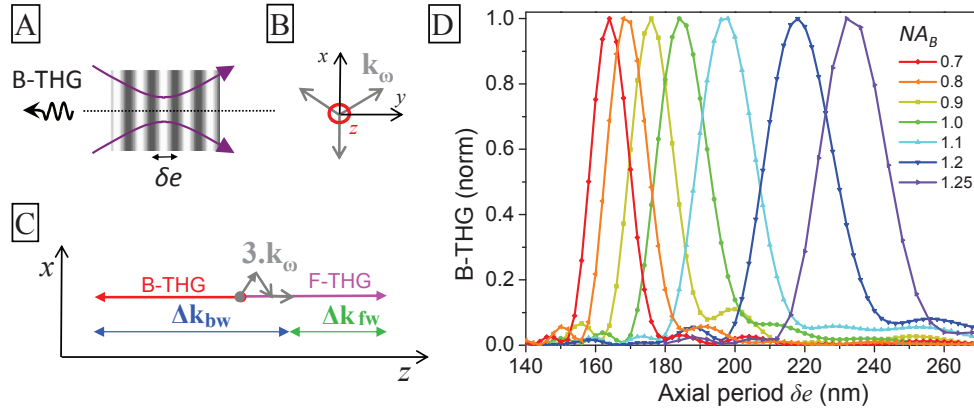 A
B-THG
δe
B
x
k_ω
y
z
C
x
3.k_ω
B-THG
F-THG
Δk_bw
Δk_fw
z
D
B-THG (norm)
1.0
0.8
0.6
0.4
0.2
0.0
140 160 180 200 220 240 260
Axial period δe (nm)
NA_B
0.7
0.8
0.9
1.0
1.1
1.2
1.25